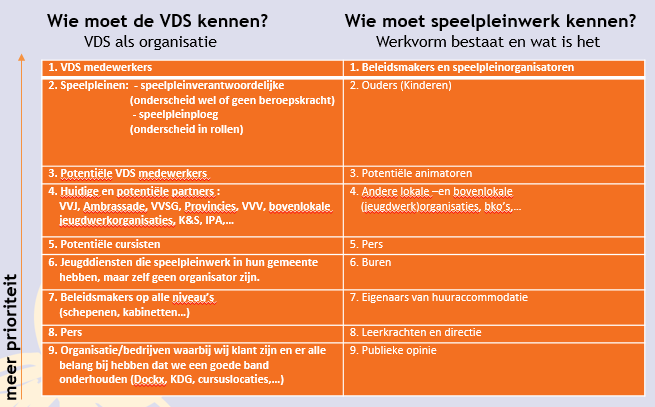 Wie moet de VDS kennen?
VDS als organisatie
Wie moet speelpleinwerk kennen?
Werkvorm bestaat en wat is het
1. VDS medewerkers
1. Beleidsmakers en speelpleinorganisatoren
2. Speelpleinen: - speelpleinverantwoordelijke
(onderscheid wel of geen beroepskracht)
- speelpleinploeg
(onderscheid in rollen)
2. Ouders (Kinderen)
3. Potentiële VDS medewerkers
3. Potentiële animatoren
4. Huidige en potentiële partners :
VVJ, Ambrassade, VVSG, Provincies, VVV, bovenlokale
jeugdwerkorganisaties, K&S, IPA,...
4. Andere lokale –en bovenlokale
(jeugdwerk)organisaties, bko's,...
5. Potentiële cursisten
5. Pers
6. Jeugddiensten die speelpleinwerk in hun gemeente
hebben, maar zelf geen organisator zijn.
6. Buren
7. Beleidsmakers op alle niveau's
(schepenen, kabinetten...)
7. Eigenaars van huuraccommodatie
8. Pers
8. Leerkrachten en directie
9. Organisatie/bedrijven waarbij wij klant zijn en er alle
belang bij hebben dat we een goede band
onderhouden (Dockx, KDG, cursuslocaties,...)
9. Publieke opinie
meer prioriteit